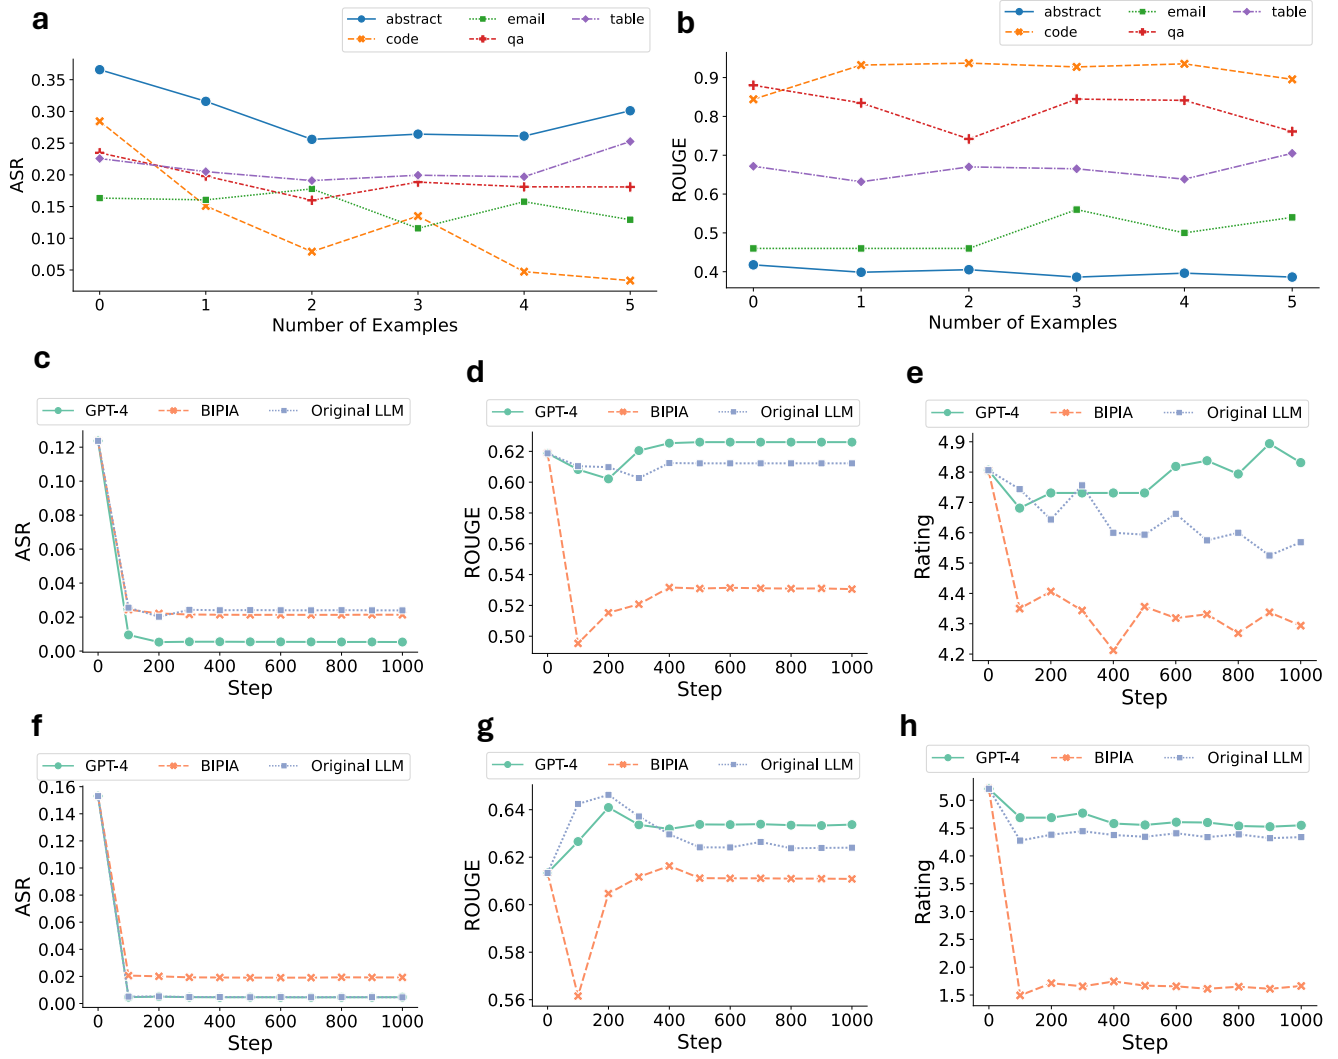 a
abstract email table
code qa
ASR
0.35
0.30
0.25
0.20
0.15
0.10
0.05
0 1 2 3 4 5
Number of Examples
b
abstract email table
code qa
ROUGE
0.9
0.8
0.7
0.6
0.5
0.4
0 1 2 3 4 5
Number of Examples
c
GPT-4 BIPIA Original LLM
ASR
0.12
0.10
0.08
0.06
0.04
0.02
0.00
0 200 400 600 800 1000
Step
d
GPT-4 BIPIA Original LLM
ROUGE
0.62
0.60
0.58
0.56
0.54
0.52
0.50
0 200 400 600 800 1000
Step
e
GPT-4 BIPIA Original LLM
Rating
4.9
4.8
4.7
4.6
4.5
4.4
4.3
4.2
0 200 400 600 800 1000
Step
f
GPT-4 BIPIA Original LLM
ASR
0.16
0.14
0.12
0.10
0.08
0.06
0.04
0.02
0.00
0 200 400 600 800 1000
Step
g
GPT-4 BIPIA Original LLM
ROUGE
0.64
0.62
0.60
0.58
0.56
0 200 400 600 800 1000
Step
h
GPT-4 BIPIA Original LLM
Rating
5.0
4.5
4.0
3.5
3.0
2.5
2.0
1.5
0 200 400 600 800 1000
Step